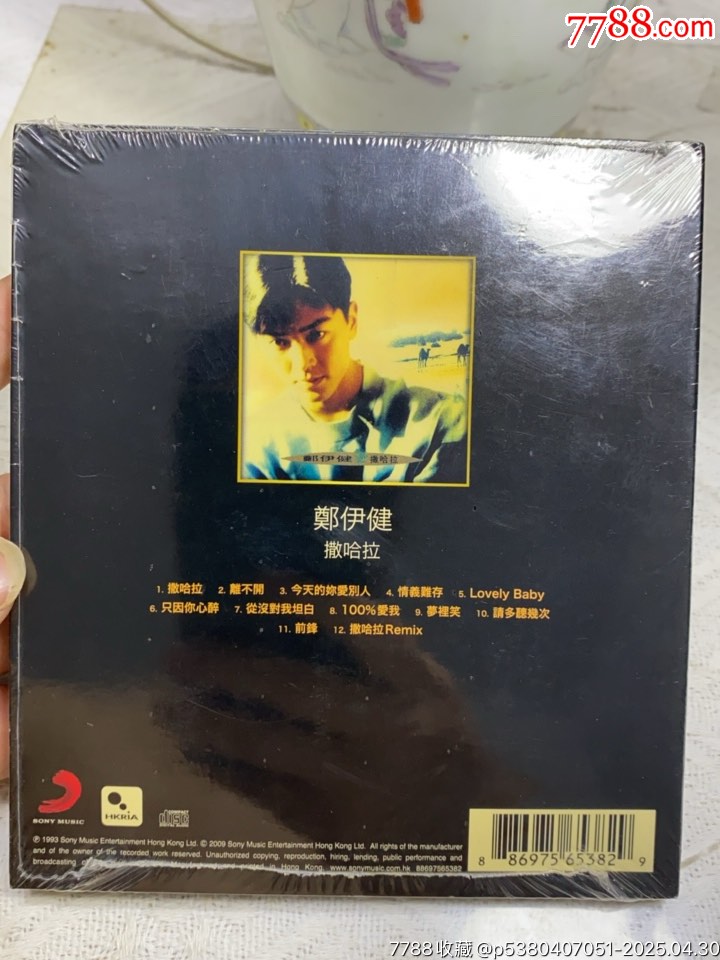 7788.com
鄭伊健 撒哈拉
鄭伊健
撒哈拉
1. 撒哈拉 2. 離不開 3. 今天的妳愛別人 4. 情義難存 5. Lovely Baby
6. 只因你心醉 7. 從沒對我坦白 8. 100%愛我 9. 夢裡笑 10. 請多聽幾次
11. 前鋒 12. 撒哈拉Remix
SONY MUSIC
HKRIA
COMPACT
disc
DIGITAL AUDIO
℗ 1993 Sony Music Entertainment Hong Kong Ltd. © 2009 Sony Music Entertainment Hong Kong Ltd. All rights of the manufacturer
and of the owner of the recorded work reserved. Unauthorized copying, reproduction, hiring, lending, public performance and
broadcasting of printed in Hong Kong. www.sonymusic.com.hk 88697565382
8 86975 65382 9
7788收藏@p5380407051-2025.04.30